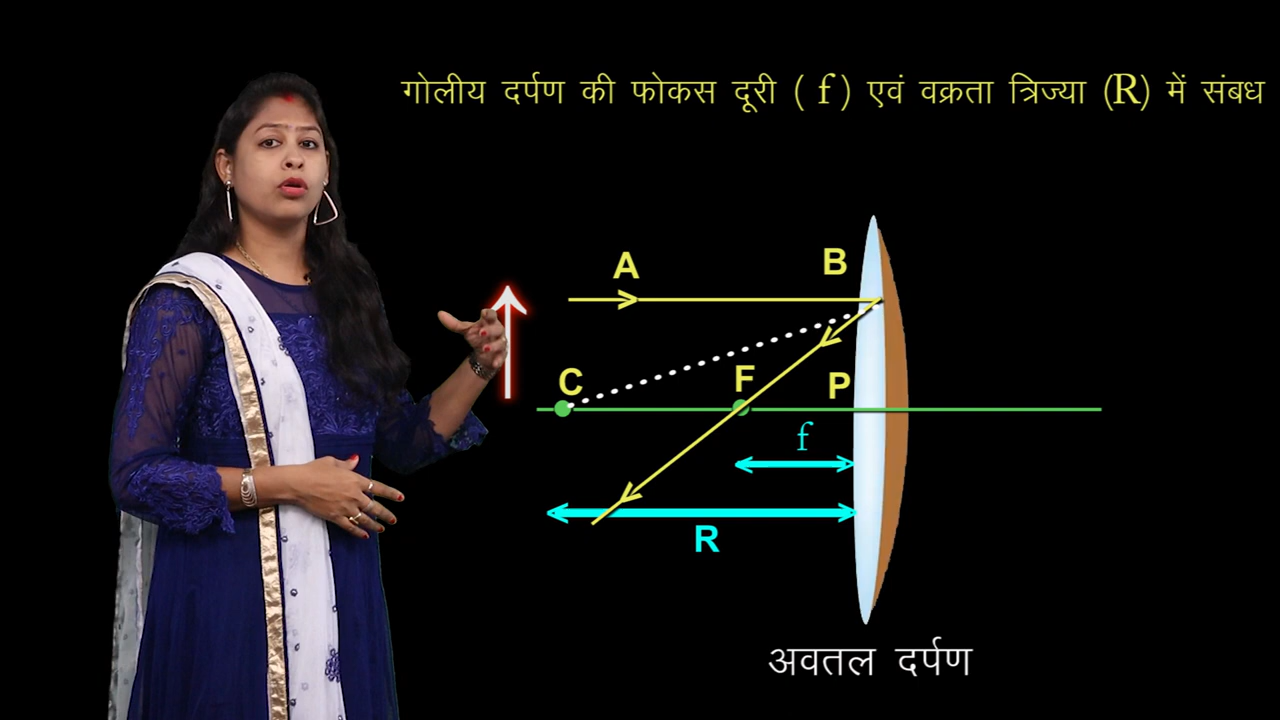 गोलीय दर्पण की फोकस दूरी ( f ) एवं वक्रता त्रिज्या (R) में संबध
A
B
C
F
P
f
R
अवतल दर्पण